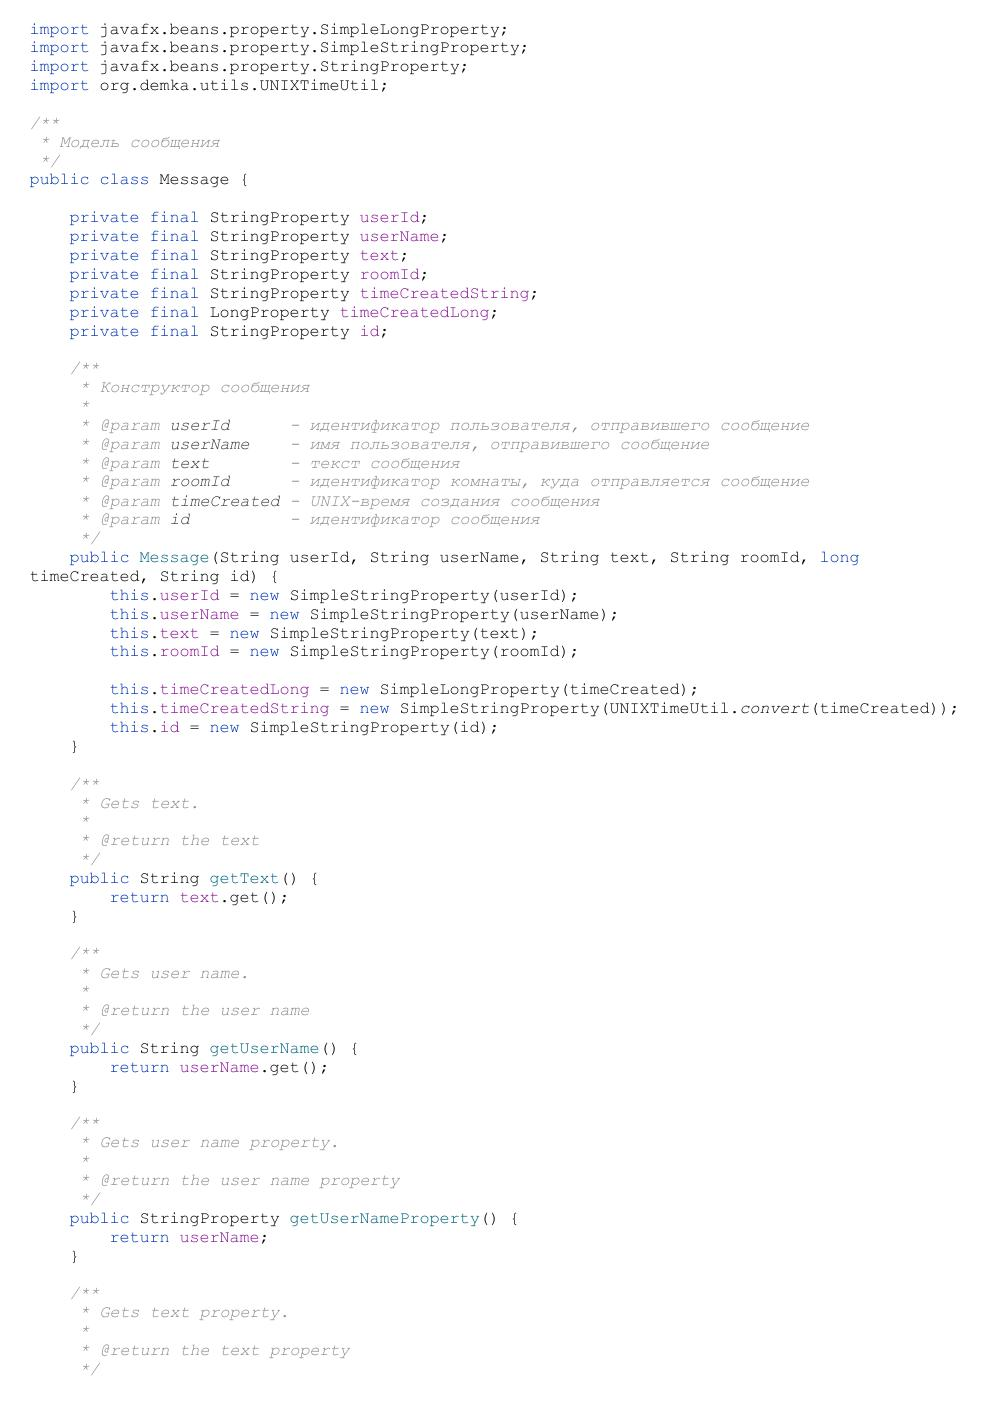 import javafx.beans.property.SimpleLongProperty;
import javafx.beans.property.SimpleStringProperty;
import javafx.beans.property.StringProperty;
import org.demka.utils.UNIXTimeUtil;

/**
 * Модель сообщения
 */
public class Message {

    private final StringProperty userId;
    private final StringProperty userName;
    private final StringProperty text;
    private final StringProperty roomId;
    private final StringProperty timeCreatedString;
    private final LongProperty timeCreatedLong;
    private final StringProperty id;

    /**
     * Конструктор сообщения
     *
     * @param userId      - идентификатор пользователя, отправившего сообщение
     * @param userName    - имя пользователя, отправившего сообщение
     * @param text        - текст сообщения
     * @param roomId      - идентификатор комнаты, куда отправляется сообщение
     * @param timeCreated - UNIX-время создания сообщения
     * @param id          - идентификатор сообщения
     */
    public Message(String userId, String userName, String text, String roomId, long
timeCreated, String id) {
        this.userId = new SimpleStringProperty(userId);
        this.userName = new SimpleStringProperty(userName);
        this.text = new SimpleStringProperty(text);
        this.roomId = new SimpleStringProperty(roomId);

        this.timeCreatedLong = new SimpleLongProperty(timeCreated);
        this.timeCreatedString = new SimpleStringProperty(UNIXTimeUtil.convert(timeCreated));
        this.id = new SimpleStringProperty(id);
    }

    /**
     * Gets text.
     *
     * @return the text
     */
    public String getText() {
        return text.get();
    }

    /**
     * Gets user name.
     *
     * @return the user name
     */
    public String getUserName() {
        return userName.get();
    }

    /**
     * Gets user name property.
     *
     * @return the user name property
     */
    public StringProperty getUserNameProperty() {
        return userName;
    }

    /**
     * Gets text property.
     *
     * @return the text property
     */